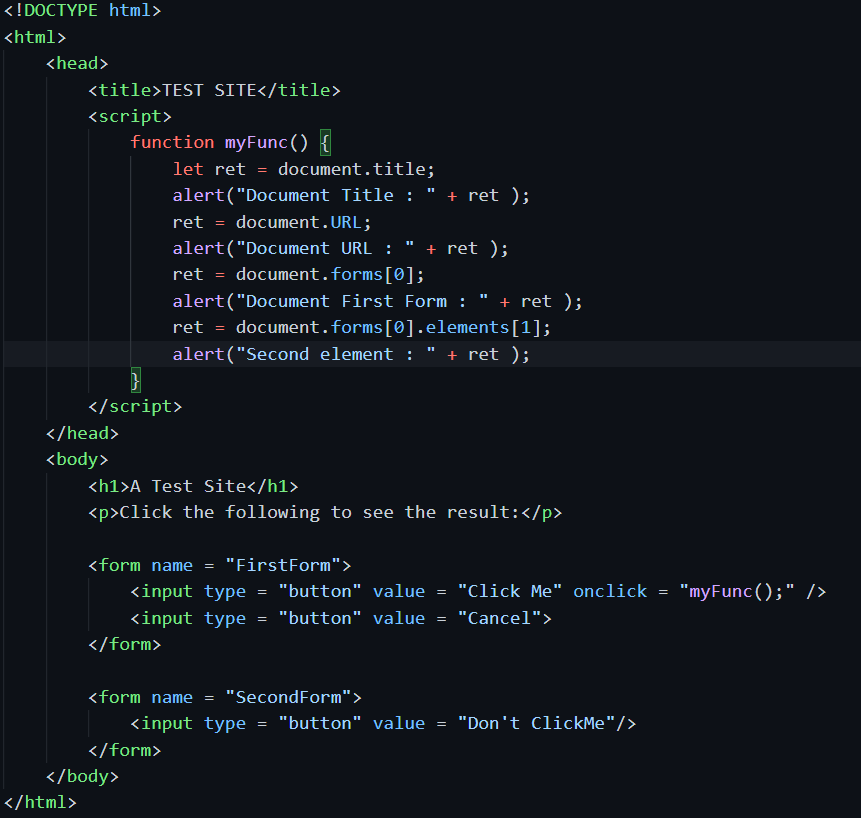 <!DOCTYPE html>
<html>
    <head>
        <title>TEST SITE</title>
        <script>
            function myFunc() {
                let ret = document.title;
                alert("Document Title : " + ret );
                ret = document.URL;
                alert("Document URL : " + ret );
                ret = document.forms[0];
                alert("Document First Form : " + ret );
                ret = document.forms[0].elements[1];
                alert("Second element : " + ret );
            }
        </script>
    </head>
    <body>
        <h1>A Test Site</h1>
        <p>Click the following to see the result:</p>

        <form name = "FirstForm">
            <input type = "button" value = "Click Me" onclick = "myFunc();" />
            <input type = "button" value = "Cancel">
        </form>

        <form name = "SecondForm">
            <input type = "button" value = "Don't ClickMe"/>
        </form>
    </body>
</html>